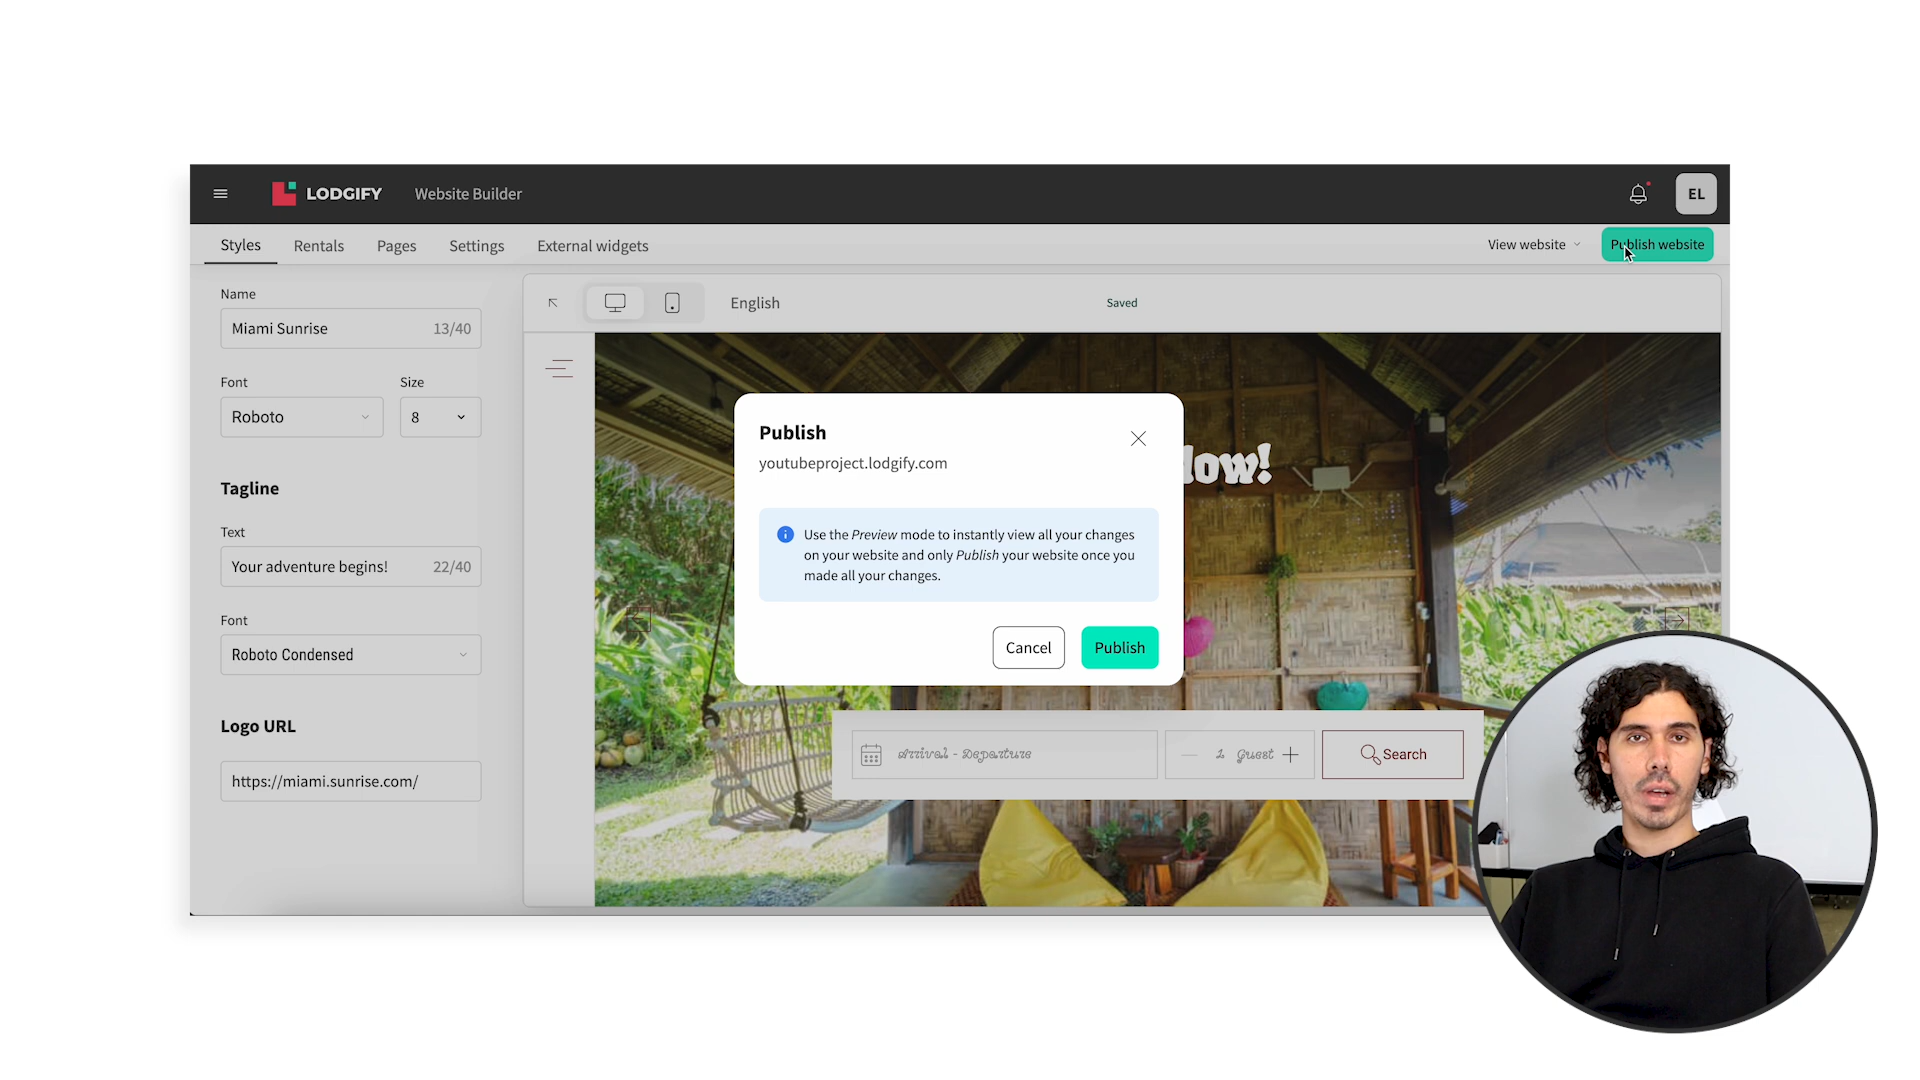 LODGIFY
Website Builder
EL
Styles
Rentals
Pages
Settings
External widgets
View website
Publish website
Name
Miami Sunrise
13/40
Font
Size
Roboto
8
Tagline
Text
Your adventure begins!
22/40
Font
Roboto Condensed
Logo URL
https://miami.sunrise.com/
English
Saved
Publish
youtubeproject.lodgify.com
Use the Preview mode to instantly view all your changes
on your website and only Publish your website once you
made all your changes.
Cancel
Publish
Arrival - Departure
1 Guest
Search